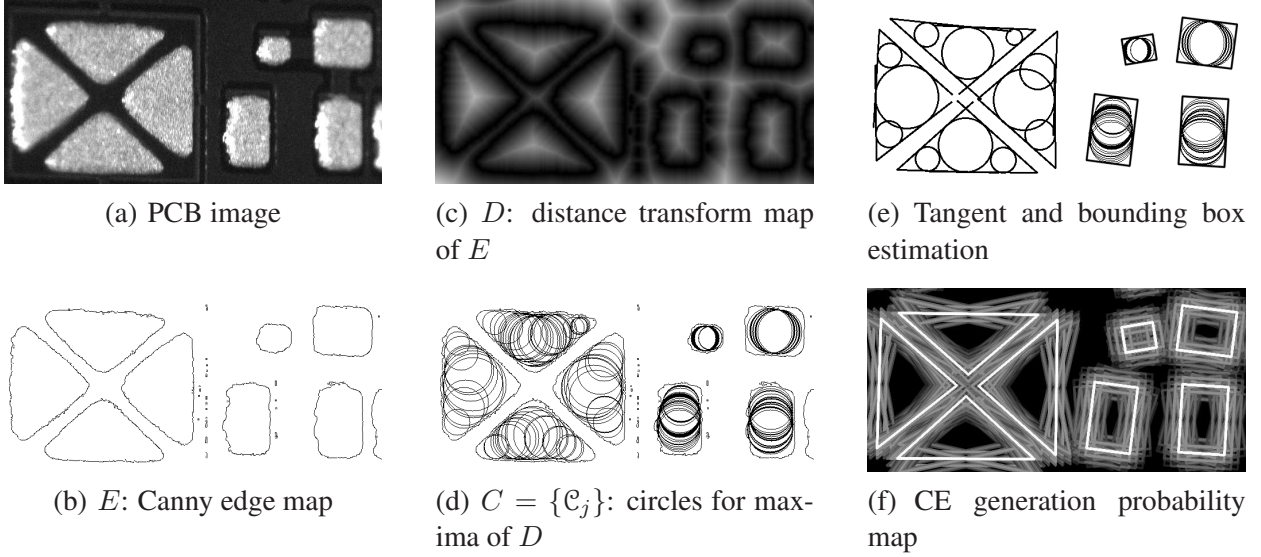 (a) PCB image
(c) D: distance transform map
of E
(e) Tangent and bounding box
estimation
(b) E: Canny edge map
(d) C = {ℭⱼ}: circles for max-
ima of D
(f) CE generation probability
map